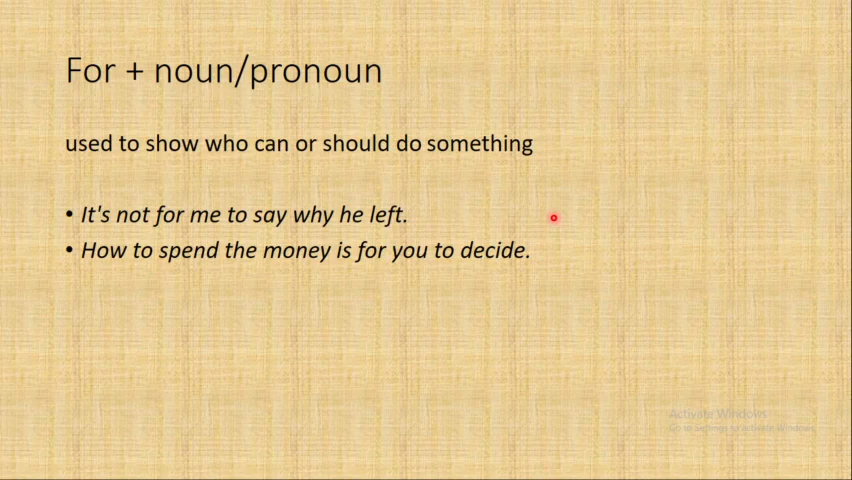 For + noun/pronoun
used to show who can or should do something
• It's not for me to say why he left.
• How to spend the money is for you to decide.
Activate Windows
Go to Settings to activate Windows.